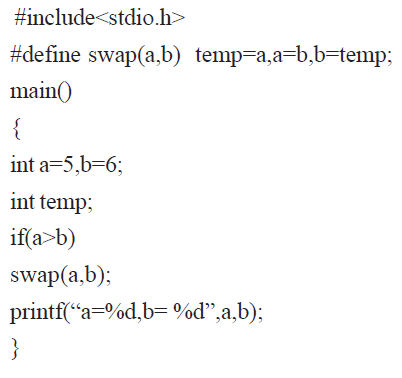 #include<stdio.h>
#define swap(a,b) temp=a,a=b,b=temp;
main()
{
int a=5,b=6;
int temp;
if(a>b)
swap(a,b);
printf(“a=%d,b= %d”,a,b);
}